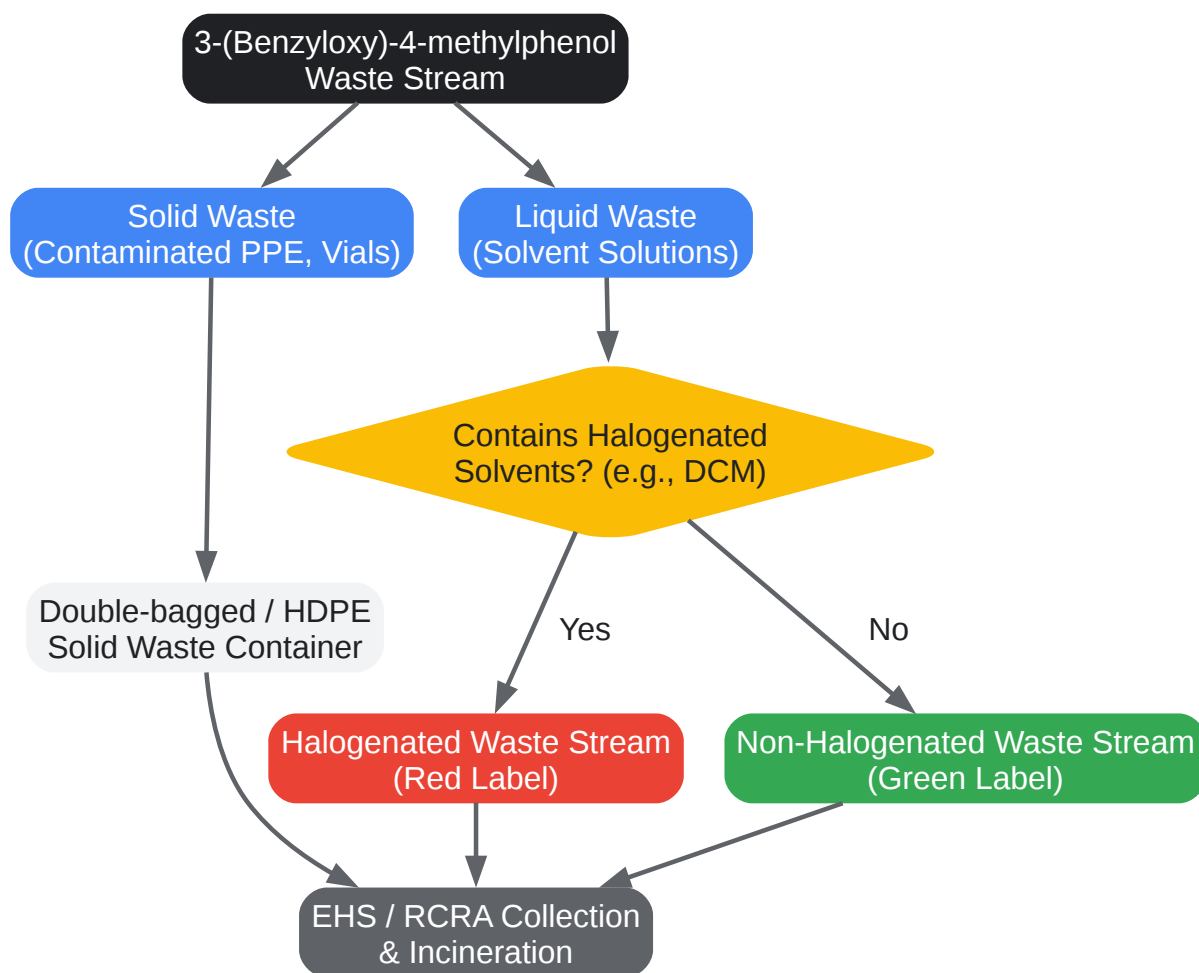 3-(Benzyloxy)-4-methylphenol
Waste Stream
Solid Waste
(Contaminated PPE, Vials)
Liquid Waste
(Solvent Solutions)
Contains Halogenated
Solvents? (e.g., DCM)
Double-bagged / HDPE
Solid Waste Container
Yes
No
Halogenated Waste Stream
(Red Label)
Non-Halogenated Waste Stream
(Green Label)
EHS / RCRA Collection
& Incineration